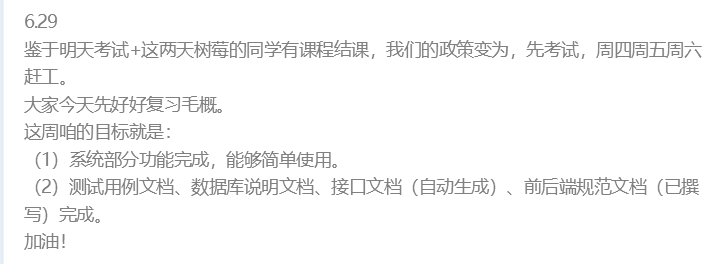 6.29
鉴于明天考试+这两天树莓的同学有课程结课，我们的政策变为，先考试，周四周五周六
赶工。
大家今天先好好复习毛概。
这周咱的目标就是：
（1）系统部分功能完成，能够简单使用。
（2）测试用例文档、数据库说明文档、接口文档（自动生成）、前后端规范文档（已撰
写）完成。
加油！